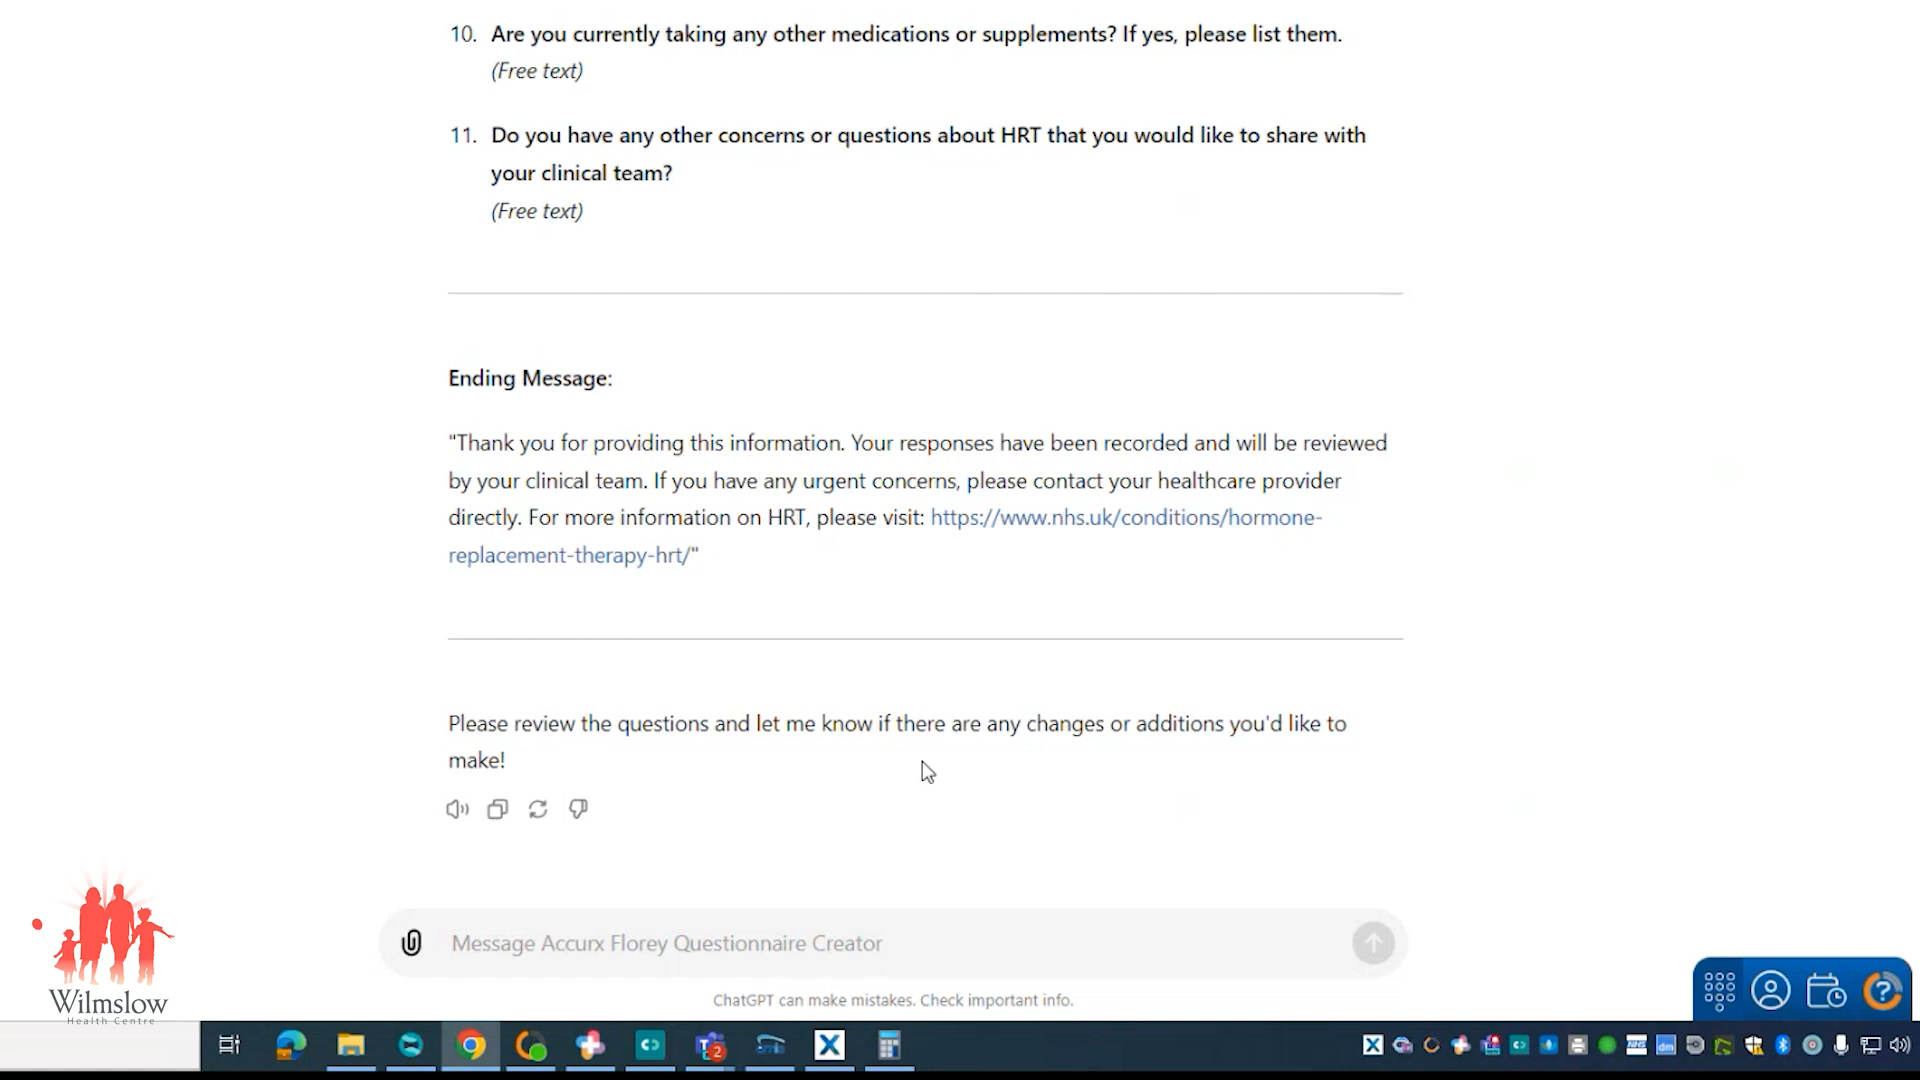 10. Are you currently taking any other medications or supplements? If yes, please list them.
(Free text)
11. Do you have any other concerns or questions about HRT that you would like to share with
your clinical team?
(Free text)
Ending Message:
"Thank you for providing this information. Your responses have been recorded and will be reviewed
by your clinical team. If you have any urgent concerns, please contact your healthcare provider
directly. For more information on HRT, please visit: https://www.nhs.uk/conditions/hormone-
replacement-therapy-hrt/"
Please review the questions and let me know if there are any changes or additions you'd like to
make!
Message Accurx Florey Questionnaire Creator
ChatGPT can make mistakes. Check important info.
Wilmslow
Health Centre